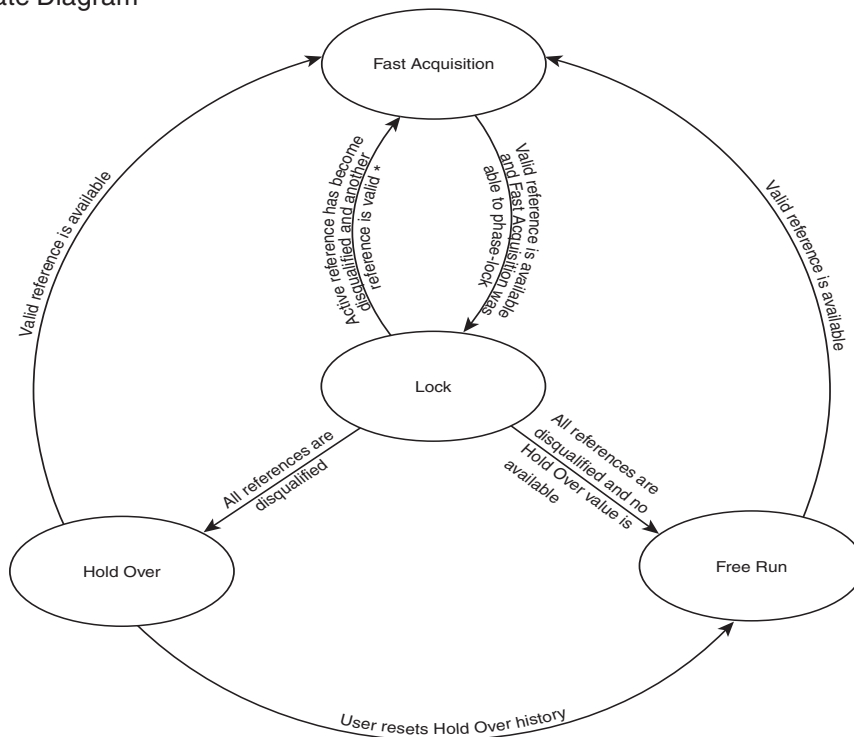 ate Diagram
Fast Acquisition
Valid reference is available
Active reference has become
disqualified and another
reference is valid *
Valid reference is available
and Fast Acquisition was
able to phase-lock
Valid reference is available
Lock
All references are
disqualified
All references are
disqualified and no
Hold Over value is
available
Hold Over
Free Run
User resets Hold Over history